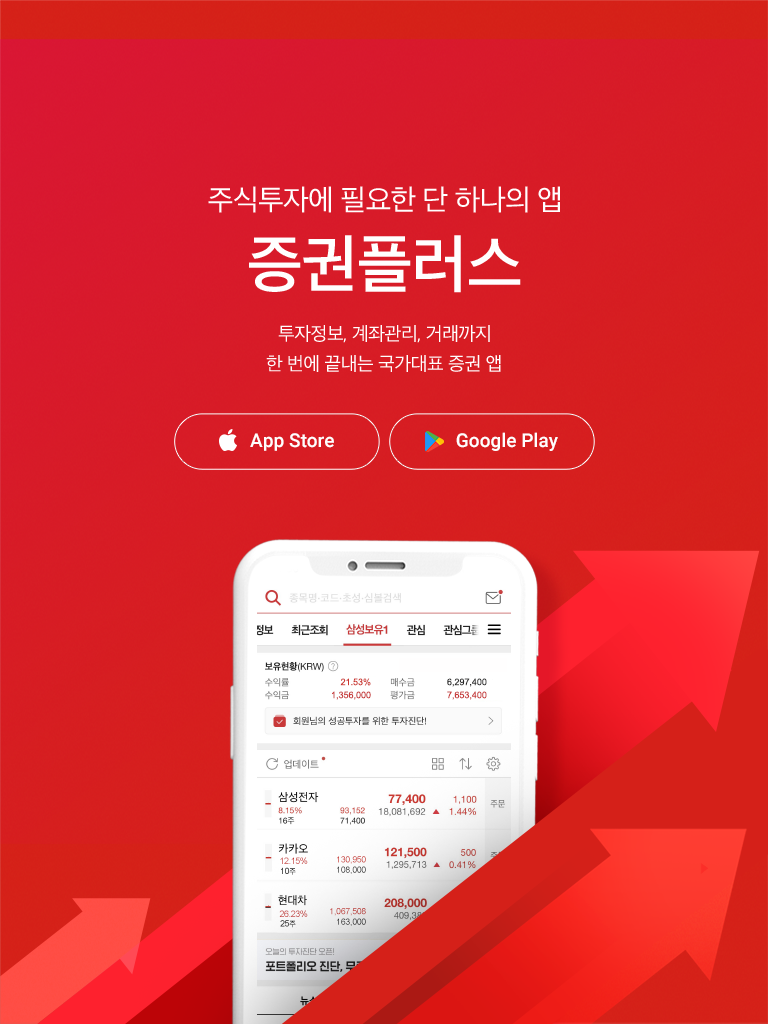 주식투자에 필요한 단 하나의 앱
증권플러스
투자정보, 계좌관리, 거래까지
한 번에 끝내는 국가대표 증권 앱
App Store
Google Play
종목명·코드·초성·심볼검색
정보 최근조회 삼성보유1 관심 관심그룹
보유현황(KRW) ?
수익률 21.53% 매수금 6,297,400
수익금 1,356,000 평가금 7,653,400
회원님의 성공투자를 위한 투자진단!
업데이트
삼성전자 77,400 1,100 주문
8.15% 93,152 18,081,692 ▲ 1.44%
16주 71,400
카카오 121,500 500
12.15% 130,950 1,295,713 ▲ 0.41%
10주 108,000
현대차 208,000
26.23% 1,067,508 409,3
25주 163,000
오늘의 투자진단 오픈!
포트폴리오 진단,